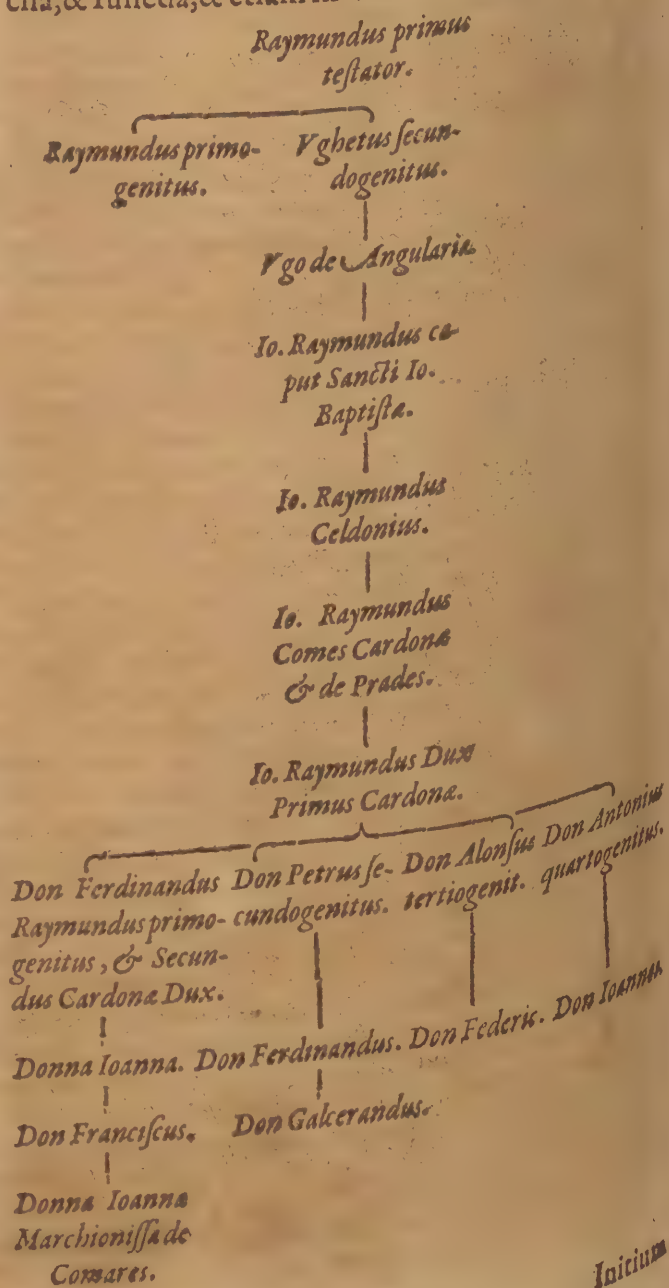 Raymundus primus
testator.
Raymundus primo-
genitus.
Vghetus secun-
dogenitus.
Vgo de Angularia.
Io. Raymundus ca-
put Sancti Io.
Baptistæ.
Io. Raymundus
Celdonius.
Io. Raymundus
Comes Cardonæ
& de Prades.
Io. Raymundus Dux
Primus Cardonæ.
Don Ferdinandus
Raymundus primo-
genitus, & Secun-
dus Cardonæ Dux.
Don Petrus se-
cundogenitus.
Don Alonsus
tertiogenit.
Don Antonius
quartogenitus.
Donna Ioanna. Don Ferdinandus. Don Federic. Don Ioannes.
Don Franciscus. Don Galcerandus.
Donna Ioanna
Marchionissa de
Comares.
Initium